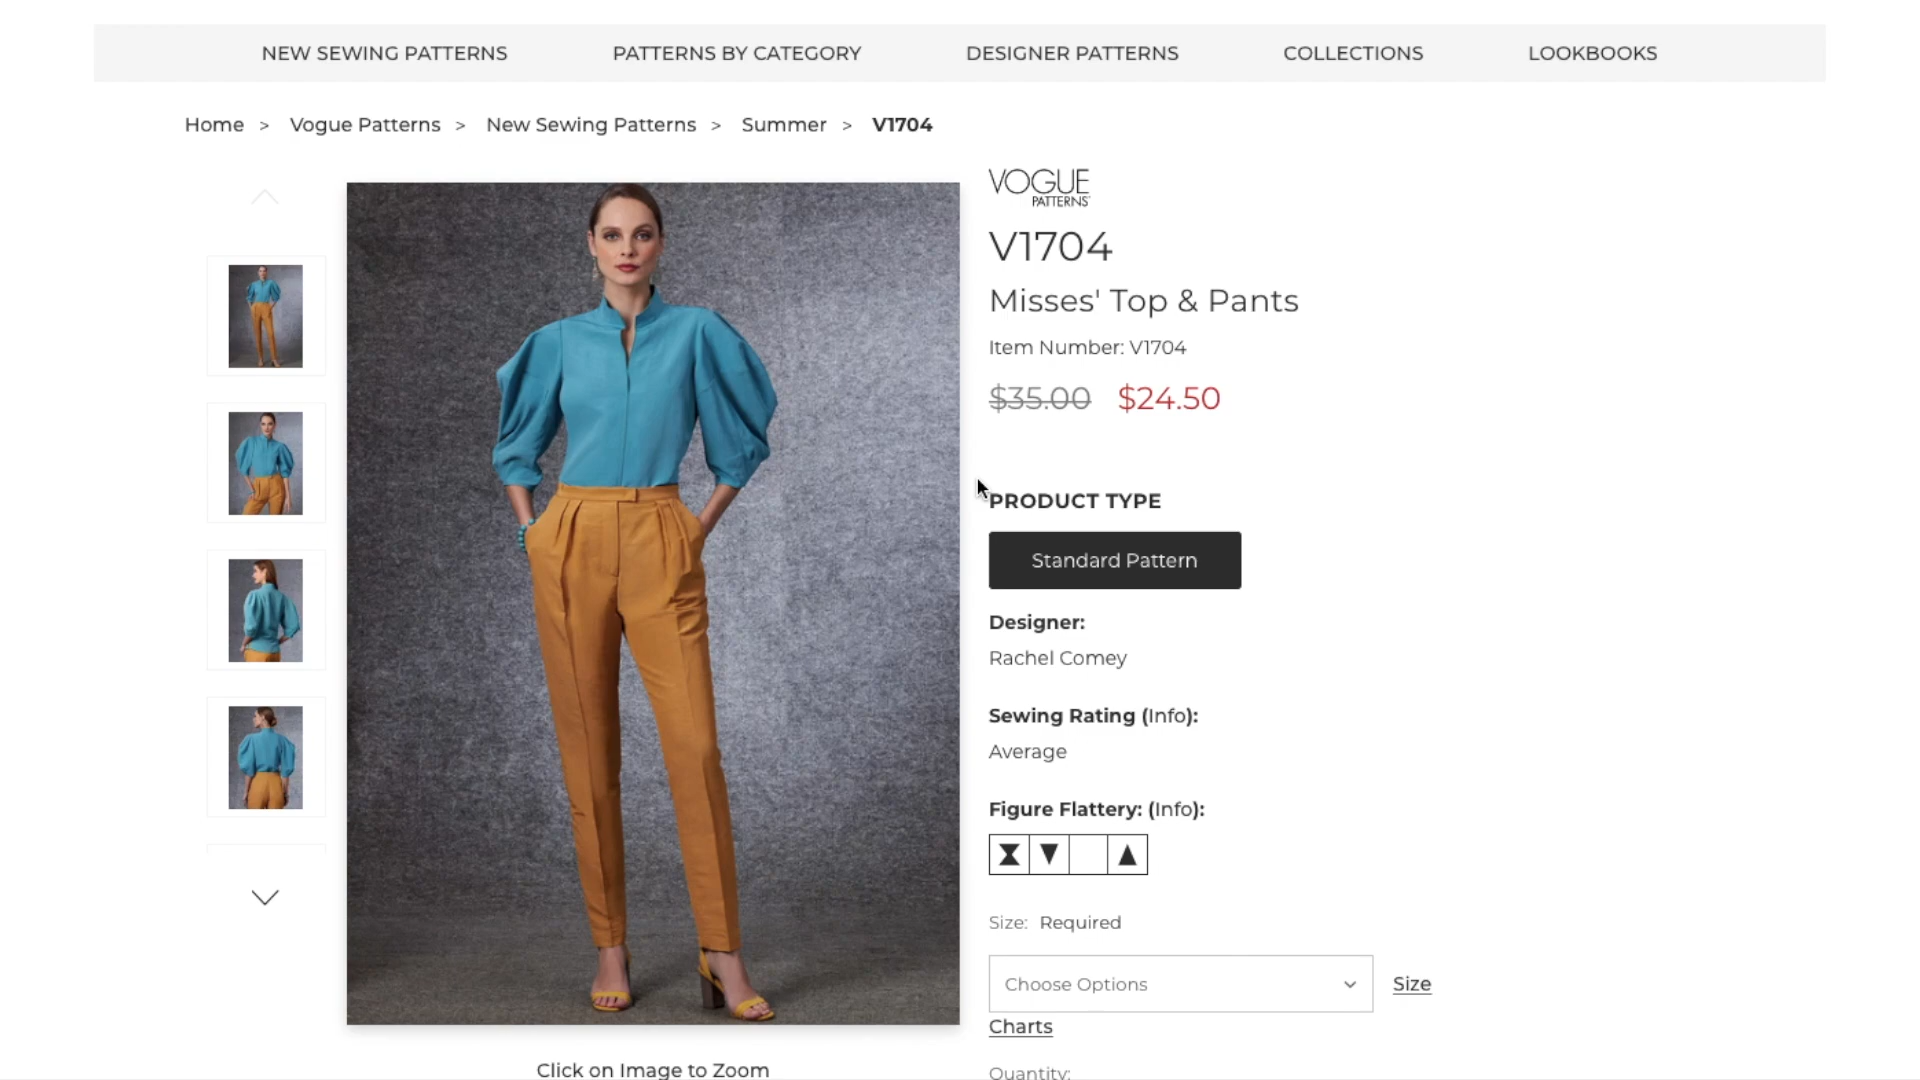 NEW SEWING PATTERNS PATTERNS BY CATEGORY DESIGNER PATTERNS COLLECTIONS LOOKBOOKS
Home > Vogue Patterns > New Sewing Patterns > Summer > V1704
VOGUE
PATTERNS
V1704
Misses' Top & Pants
Item Number: V1704
$35.00 $24.50
PRODUCT TYPE
Standard Pattern
Designer:
Rachel Comey
Sewing Rating (Info):
Average
Figure Flattery: (Info):
Size: Required
Choose Options
Size
Charts
Click on Image to Zoom
Quantity: